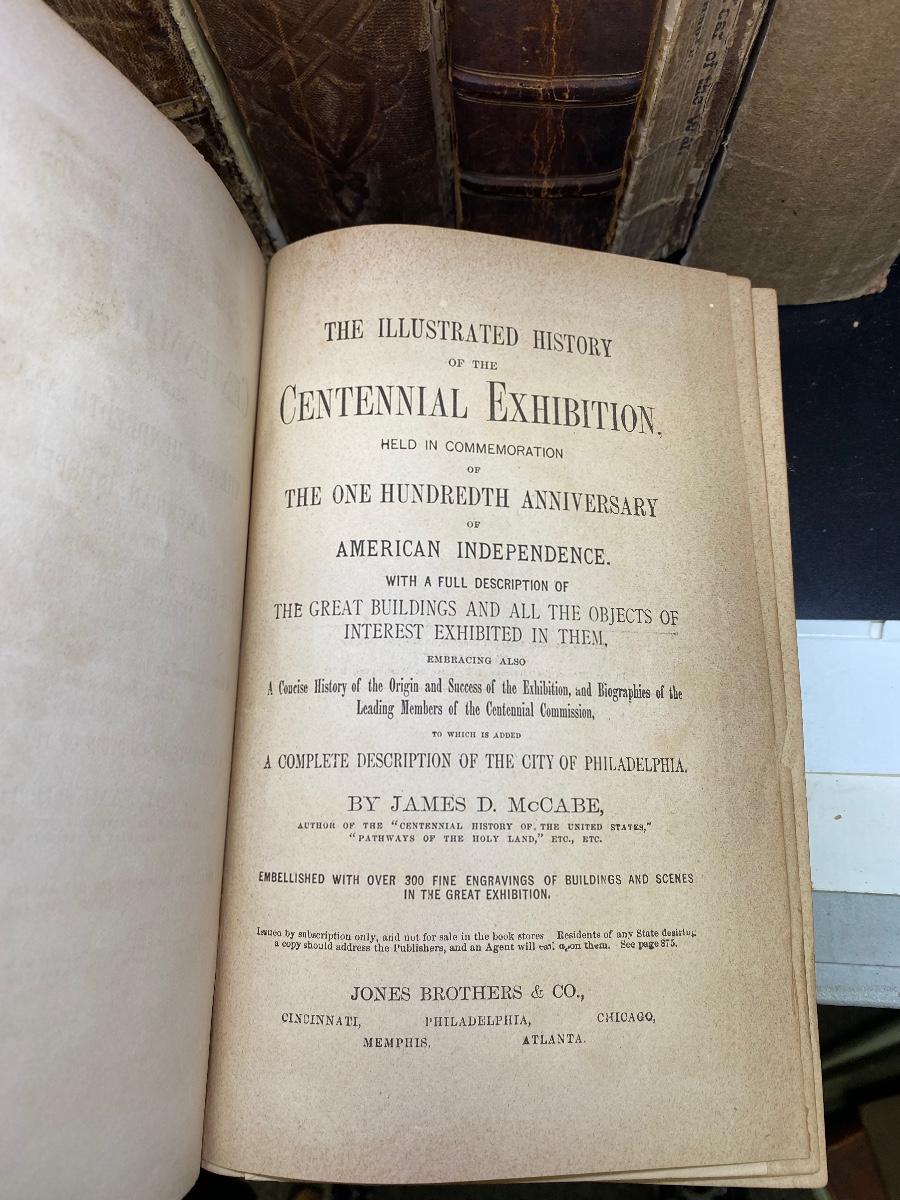 THE ILLUSTRATED HISTORY
OF THE
CENTENNIAL EXHIBITION,
HELD IN COMMEMORATION
OF
THE ONE HUNDREDTH ANNIVERSARY
OF
AMERICAN INDEPENDENCE.
WITH A FULL DESCRIPTION OF
THE GREAT BUILDINGS AND ALL THE OBJECTS OF
INTEREST EXHIBITED IN THEM,
EMBRACING ALSO
A Concise History of the Origin and Success of the Exhibition, and Biographies of the
Leading Members of the Centennial Commission,
TO WHICH IS ADDED
A COMPLETE DESCRIPTION OF THE CITY OF PHILADELPHIA.
BY JAMES D. McCABE,
AUTHOR OF THE "CENTENNIAL HISTORY OF THE UNITED STATES,"
"PATHWAYS OF THE HOLY LAND," ETC., ETC.
EMBELLISHED WITH OVER 300 FINE ENGRAVINGS OF BUILDINGS AND SCENES
IN THE GREAT EXHIBITION.
Issued by subscription only, and not for sale in the book stores Residents of any State desiring
a copy should address the Publishers, and an Agent will call upon them. See page 875.
JONES BROTHERS & CO.,
CINCINNATI, PHILADELPHIA, CHICAGO,
MEMPHIS, ATLANTA.